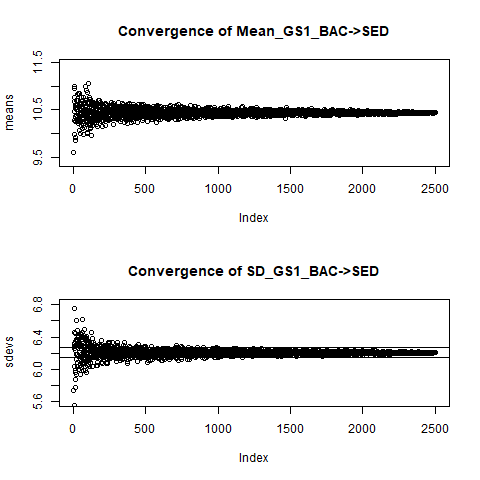 Convergence of Mean_GS1_BAC->SED
means
11.5
10.5
9.5
0 500 1000 1500 2000 2500
Index
Convergence of SD_GS1_BAC->SED
sdevs
6.8
6.4
6.0
5.6
0 500 1000 1500 2000 2500
Index